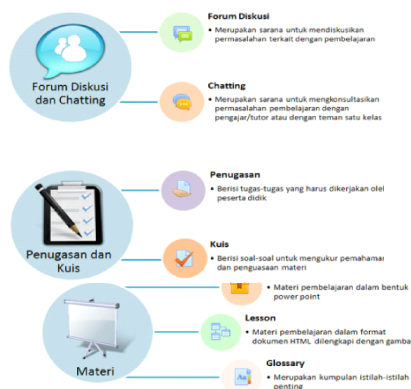 Forum Diskusi
• Merupakan sarana untuk mendiskusikan
permasalahan terkait dengan pembelajaran
Forum Diskusi
dan Chatting
Chatting
• Merupakan sarana untuk mengkonsultasikan
permasalahan pembelajaran dengan
pengajar/tutor atau dengan teman satu kelas
Penugasan
• Berisi tugas-tugas yang harus dikerjakan ole
peserta didik
Penugasan dan
Kuis
Kuis
• Berisi soal-soal untuk mengukur pemahama
dan penguasaan materi
• Materi pembelajaran dalam bentuk
power point
Lesson
• Materi pembelajaran dalam format
dokumen HTML dilengkapi dengan gamba
Materi
Glossary
• Merupakan kumpulan istilah-istilah
penting